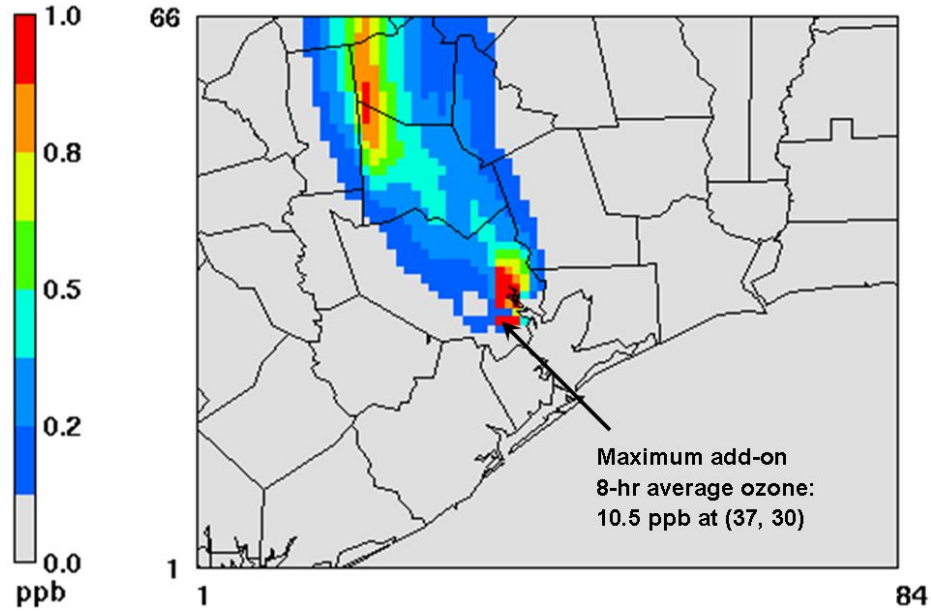 1.0
0.8
0.5
0.2
0.0
ppb
66
1
1
84
Maximum add-on
8-hr average ozone:
10.5 ppb at (37, 30)